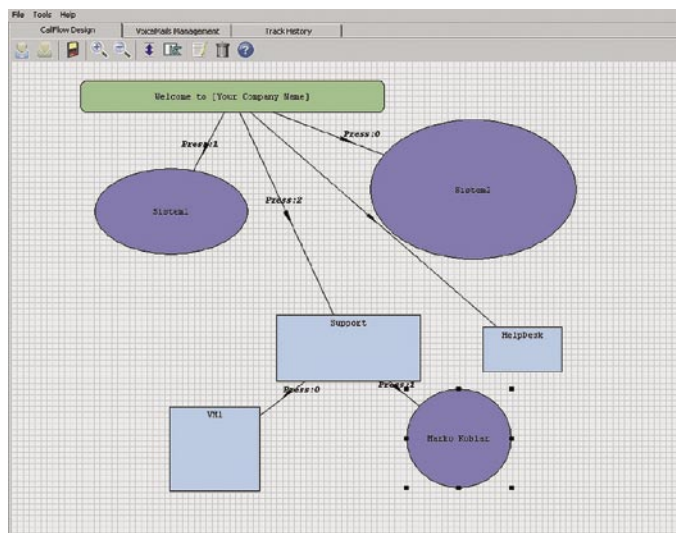 File Tools Help
CallFlow Design VoiceMails Management Track History
Welcome to [Your Company Name]
Press:1
Press:0
Sistem1
Sistem1
Press:2
Support
HelpDesk
Press:0
Press:1
VM1
Marko Koblar